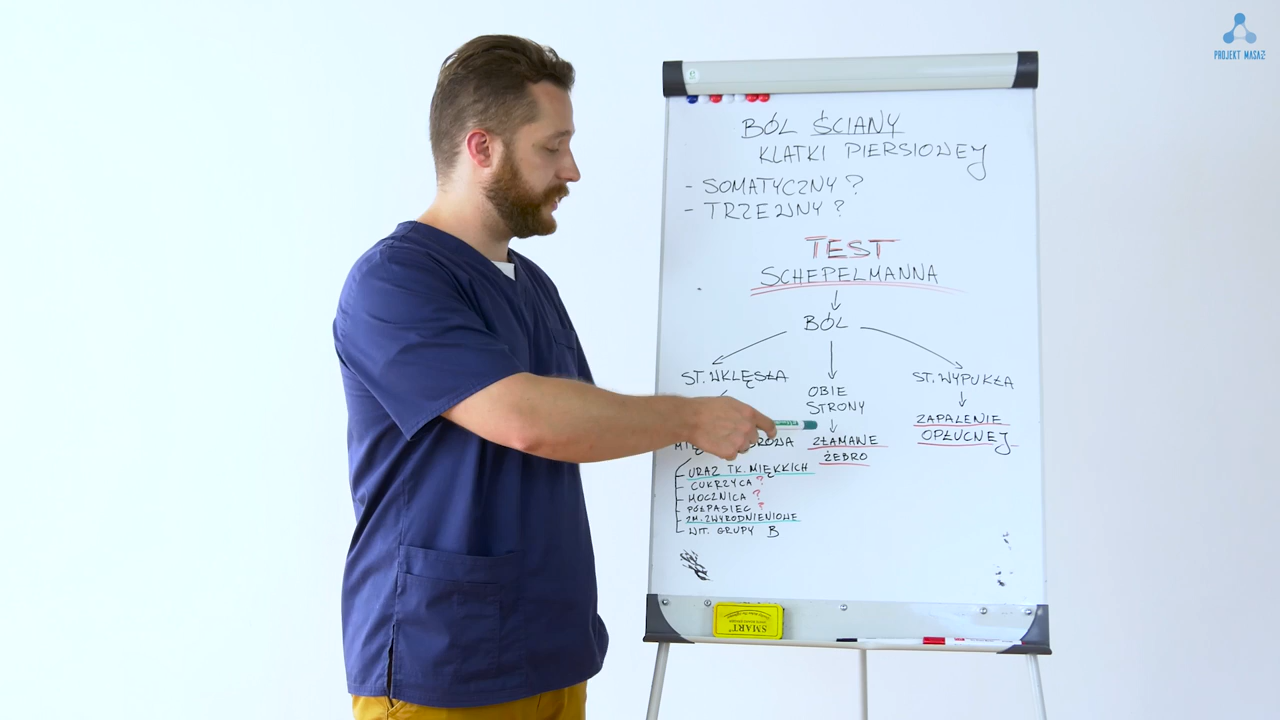 PROJEKT MASAŻ
BÓL ŚCIANY
KLATKI PIERSIOWEJ
- SOMATYCZNY?
- TRZEWNY?
TEST
SCHEPELMANNA
BÓL
ST. WKLĘSŁA
OBIE
STRONY
ZŁAMANE
ŻEBRO
ST. WYPUKŁA
ZAPALENIE
OPŁUCNEJ
URAZ TK. MIĘKKICH
CUKRZYCA ?
MOCZNICA ?
PÓŁPASIEC ?
ZM. ZWYRODNIENIOWE
WIT. GRUPY B
SMART